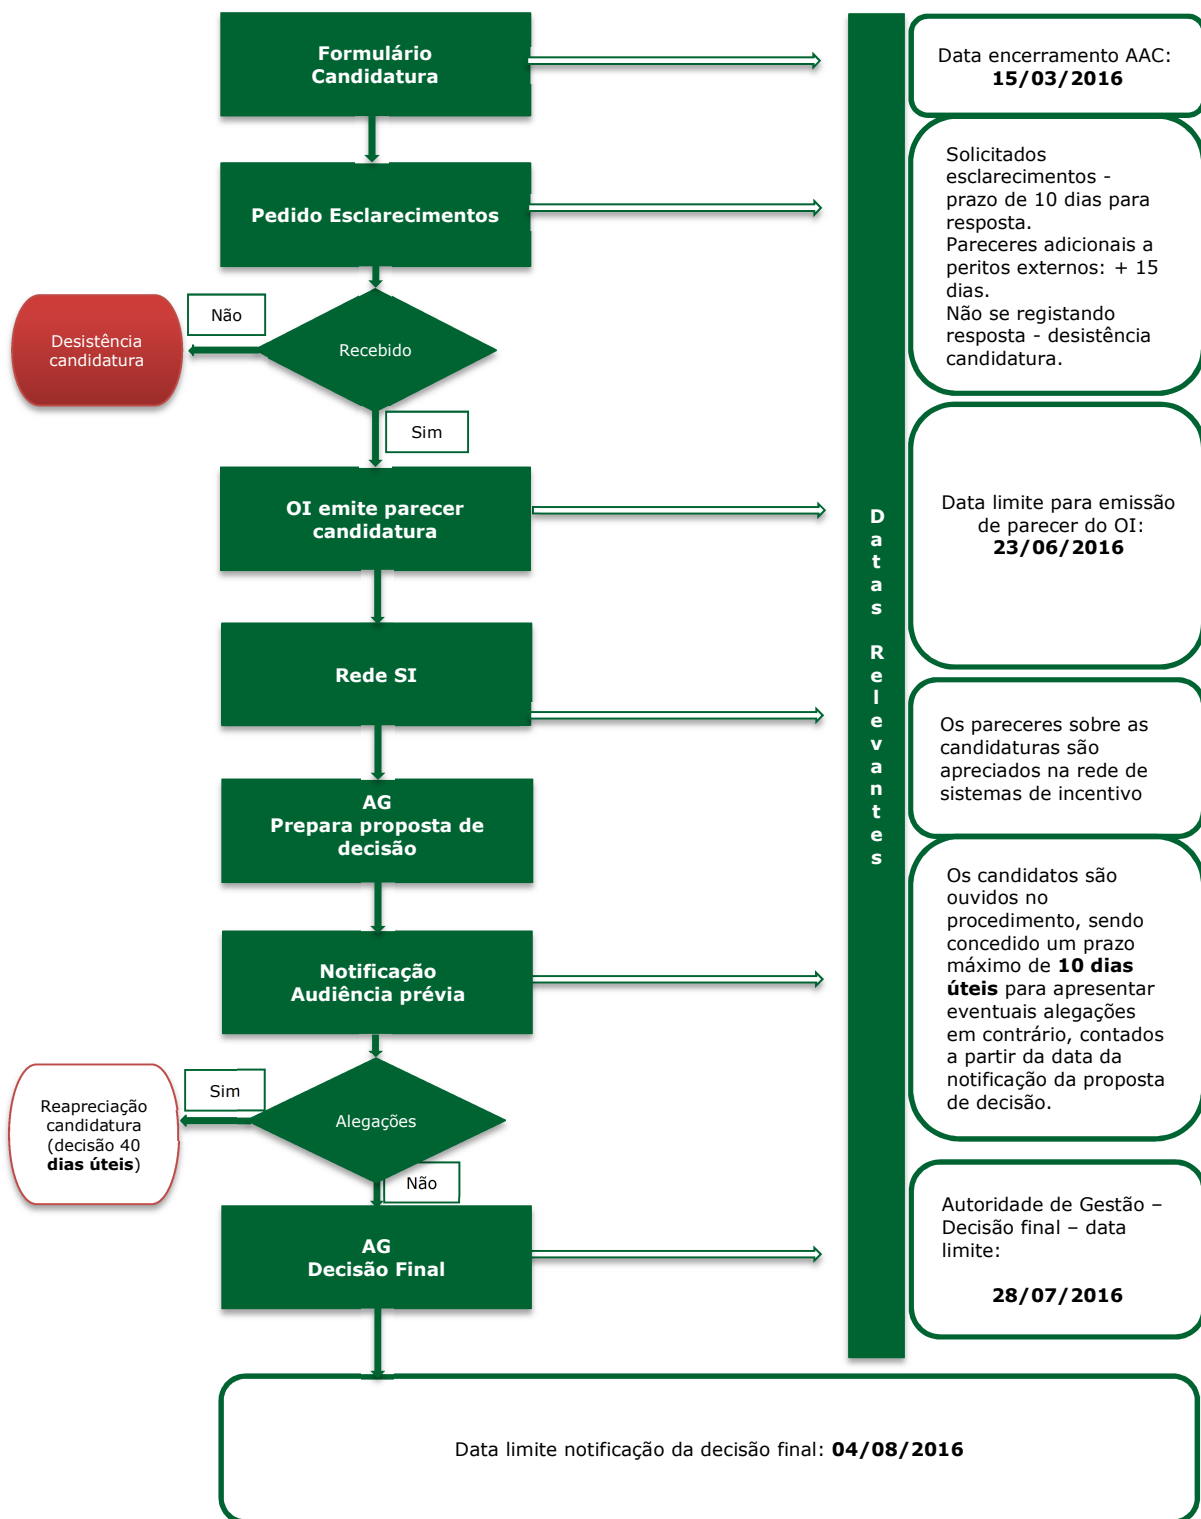 Formulário
Candidatura
Data encerramento AAC:
15/03/2016
Pedido Esclarecimentos
Solicitados
esclarecimentos -
prazo de 10 dias para
resposta.
Pareceres adicionais a
peritos externos: + 15
dias.
Não se registando
resposta - desistência
candidatura.
Não
Desistência
candidatura
Recebido
Sim
OI emite parecer
candidatura
Data limite para emissão
de parecer do OI:
23/06/2016
Datas Relevantes
Rede SI
Os pareceres sobre as
candidaturas são
apreciados na rede de
sistemas de incentivo
AG
Prepara proposta de
decisão
Notificação
Audiência prévia
Os candidatos são
ouvidos no
procedimento, sendo
concedido um prazo
máximo de 10 dias
úteis para apresentar
eventuais alegações
em contrário, contados
a partir da data da
notificação da proposta
de decisão.
Sim
Reapreciação
candidatura
(decisão 40
dias úteis)
Alegações
Não
AG
Decisão Final
Autoridade de Gestão –
Decisão final – data
limite:
28/07/2016
Data limite notificação da decisão final: 04/08/2016